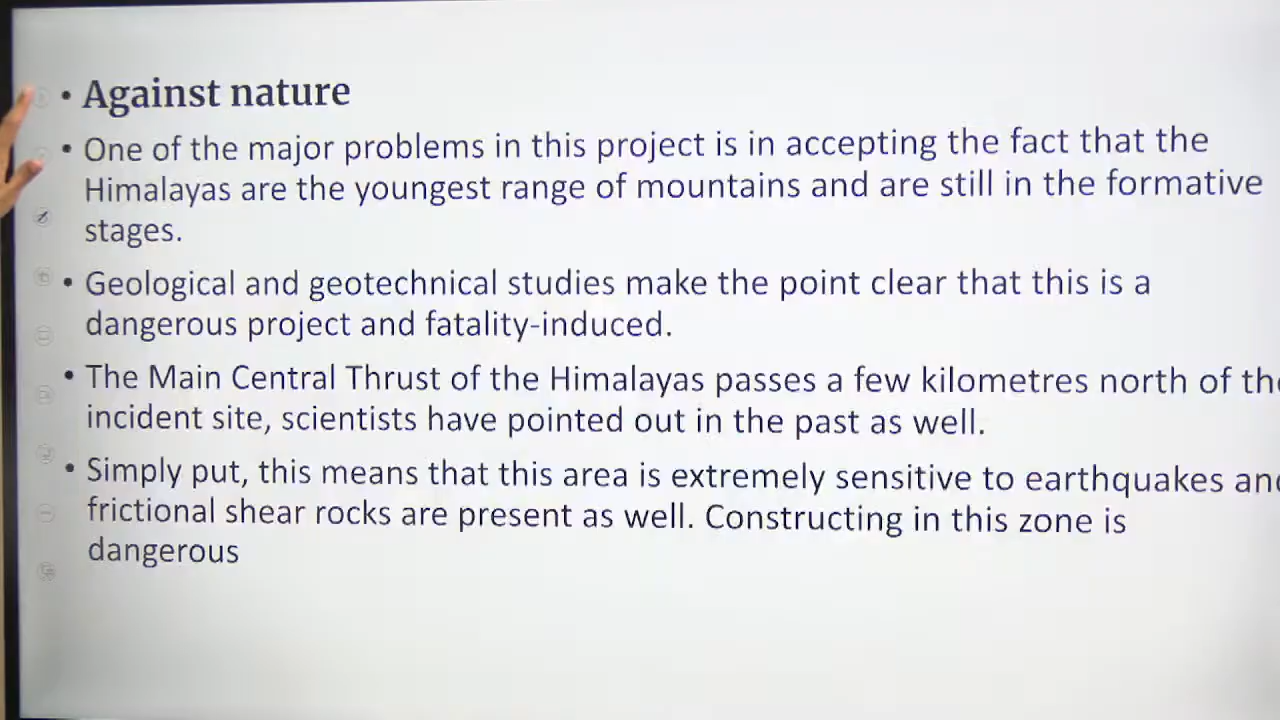 • Against nature
• One of the major problems in this project is in accepting the fact that the
Himalayas are the youngest range of mountains and are still in the formative
stages.
• Geological and geotechnical studies make the point clear that this is a
dangerous project and fatality-induced.
• The Main Central Thrust of the Himalayas passes a few kilometres north of
incident site, scientists have pointed out in the past as well.
• Simply put, this means that this area is extremely sensitive to earthquakes
frictional shear rocks are present as well. Constructing in this zone is
dangerous